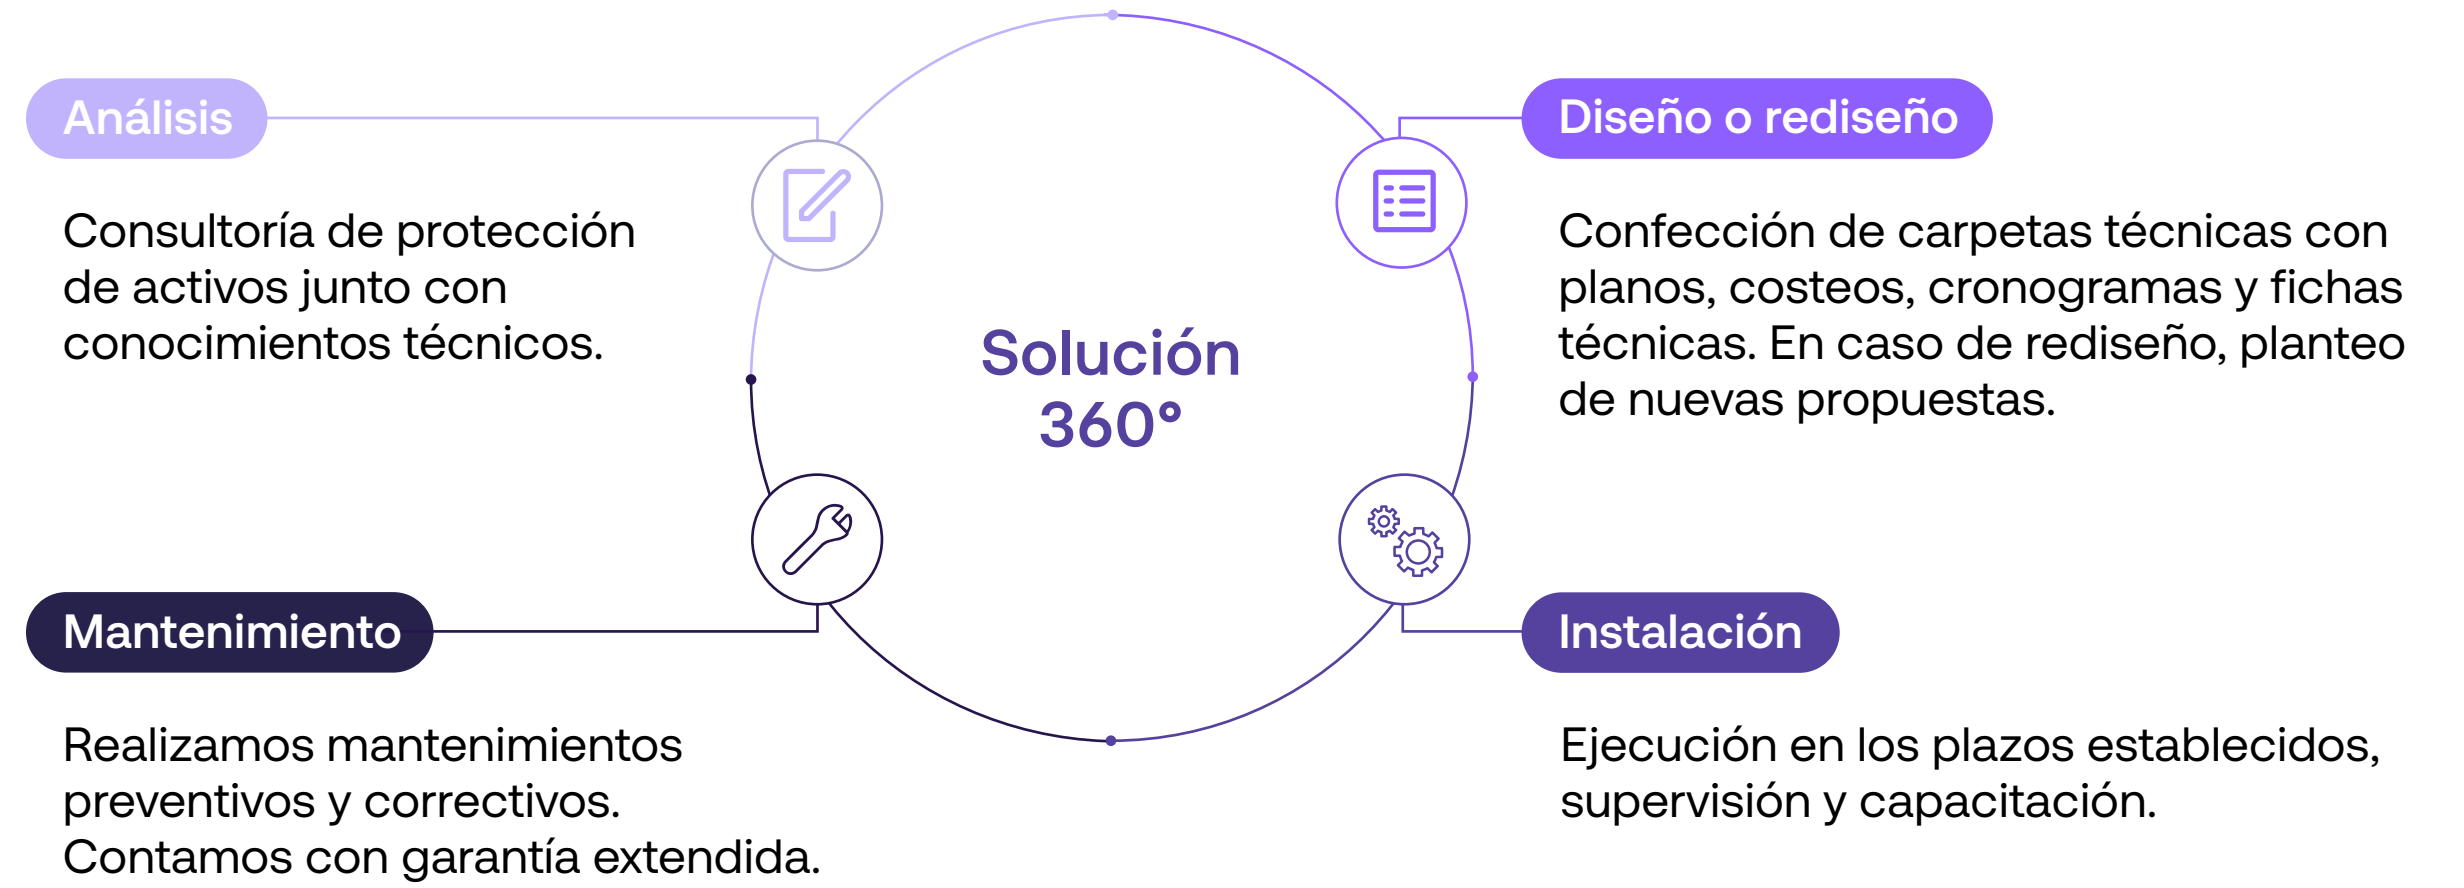 Análisis
Consultoría de protección
de activos junto con
conocimientos técnicos.
Diseño o rediseño
Confección de carpetas técnicas con
planos, costeos, cronogramas y fichas
técnicas. En caso de rediseño, planteo
de nuevas propuestas.
Solución
360°
Mantenimiento
Realizamos mantenimientos
preventivos y correctivos.
Contamos con garantía extendida.
Instalación
Ejecución en los plazos establecidos,
supervisión y capacitación.